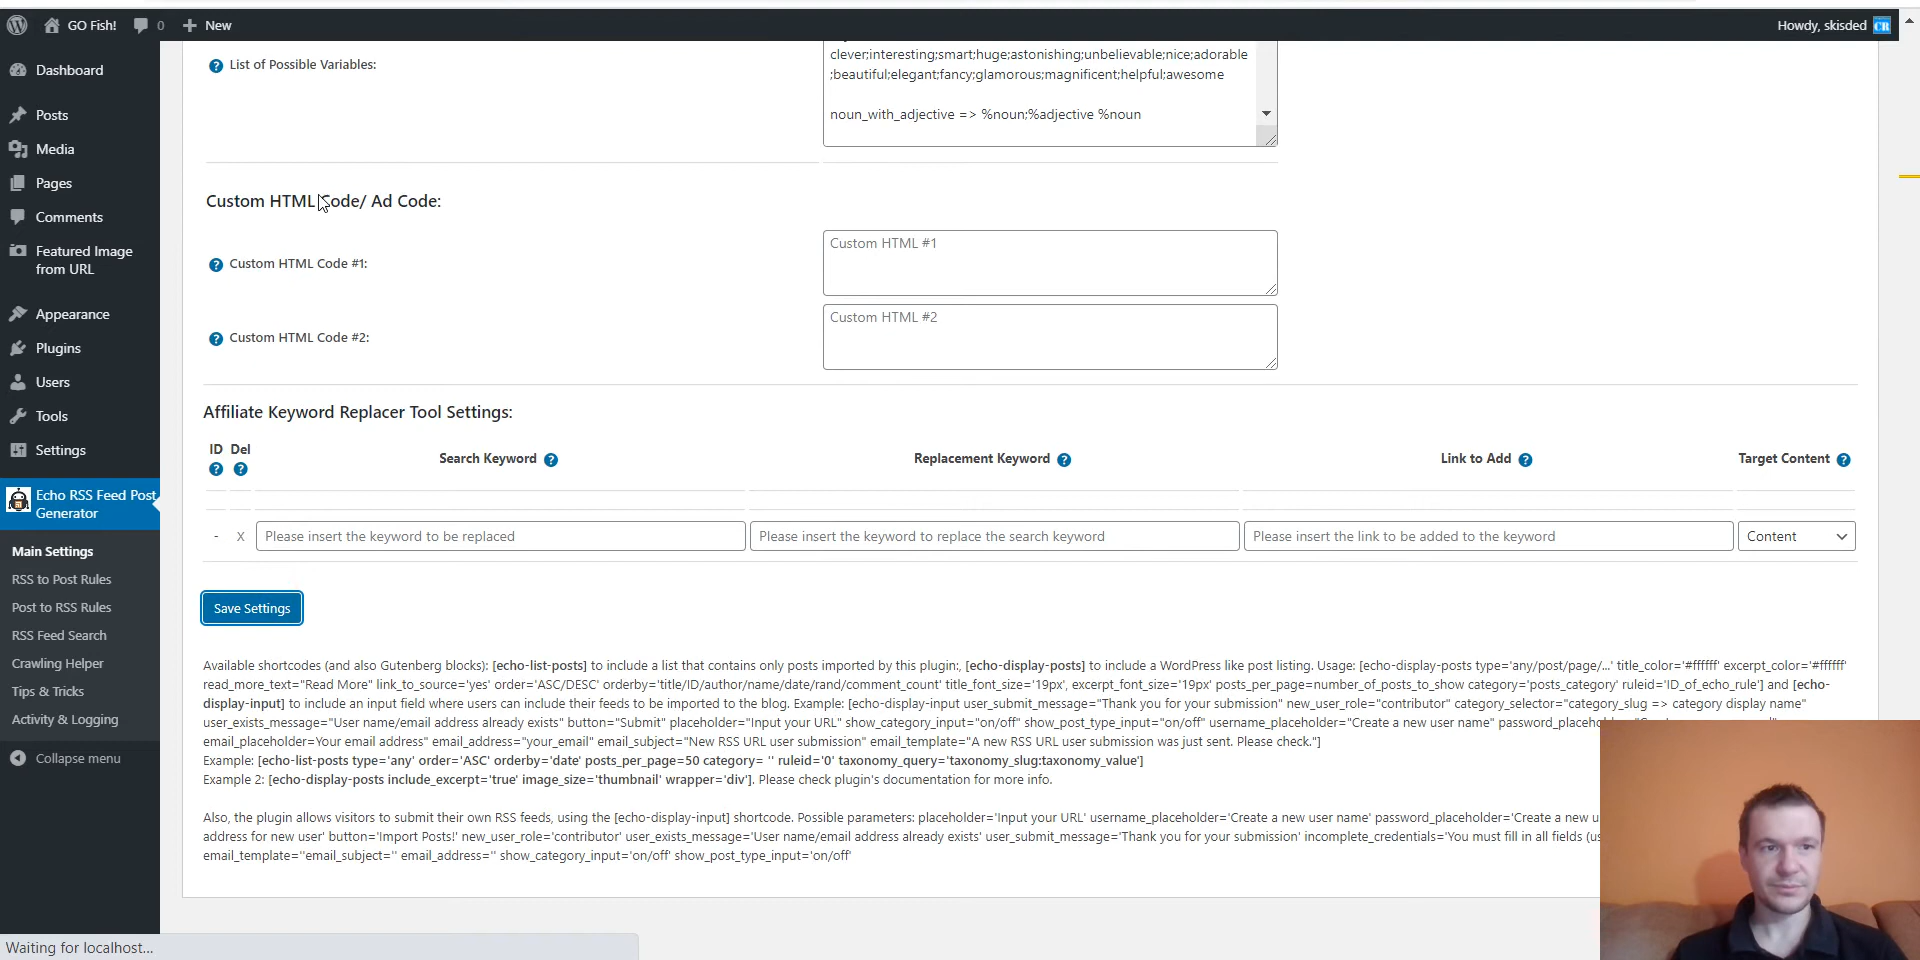 GO Fish!
0
New
Howdy, skisded
CR
Dashboard
Posts
Media
Pages
Comments
Featured Image
from URL
Appearance
Plugins
Users
Tools
Settings
Echo RSS Feed Post
Generator
Main Settings
RSS to Post Rules
Post to RSS Rules
RSS Feed Search
Crawling Helper
Tips & Tricks
Activity & Logging
Collapse menu
List of Possible Variables:
clever;interesting;smart;huge;astonishing;unbelievable;nice;adorable
;beautiful;elegant;fancy;glamorous;magnificent;helpful;awesome
noun_with_adjective => %noun;%adjective %noun
Custom HTML Code/ Ad Code:
Custom HTML Code #1:
Custom HTML #1
Custom HTML Code #2:
Custom HTML #2
Affiliate Keyword Replacer Tool Settings:
ID Del Search Keyword Replacement Keyword Link to Add Target Content
- X Please insert the keyword to be replaced Please insert the keyword to replace the search keyword Please insert the link to be added to the keyword Content
Save Settings
Available shortcodes (and also Gutenberg blocks): [echo-list-posts] to include a list that contains only posts imported by this plugin:, [echo-display-posts] to include a WordPress like post listing. Usage: [echo-display-posts type='any/post/page/...' title_color='#ffffff' excerpt_color='#ffffff'
read_more_text="Read More" link_to_source='yes' order='ASC/DESC' orderby='title/ID/author/name/date/rand/comment_count' title_font_size='19px', excerpt_font_size='19px' posts_per_page=number_of_posts_to_show category='posts_category' ruleid='ID_of_echo_rule'] and [echo-
display-input] to include an input field where users can include their feeds to be imported to the blog. Example: [echo-display-input user_submit_message="Thank you for your submission" new_user_role="contributor" category_selector="category_slug => category display name"
user_exists_message="User name/email address already exists" button="Submit" placeholder="Input your URL" show_category_input="on/off" show_post_type_input="on/off" username_placeholder="Create a new user name"
email_placeholder=Your email address" email_address="your_email" email_subject="New RSS URL user submission" email_template="A new RSS URL user submission was just sent. Please check."]
Example: [echo-list-posts type='any' order='ASC' orderby='date' posts_per_page=50 category= '' ruleid='0' taxonomy_query='taxonomy_slug:taxonomy_value']
Example 2: [echo-display-posts include_excerpt='true' image_size='thumbnail' wrapper='div']. Please check plugin's documentation for more info.
Also, the plugin allows visitors to submit their own RSS feeds, using the [echo-display-input] shortcode. Possible parameters: placeholder='Input your URL' username_placeholder='Create a new user name' password_placeholder='Create a new u
address for new user' button='Import Posts!' new_user_role='contributor' user_exists_message='User name/email address already exists' user_submit_message='Thank you for your submission' incomplete_credentials='You must fill in all fields (us
email_template=''email_subject='' email_address='' show_category_input='on/off' show_post_type_input='on/off'
Waiting for localhost...